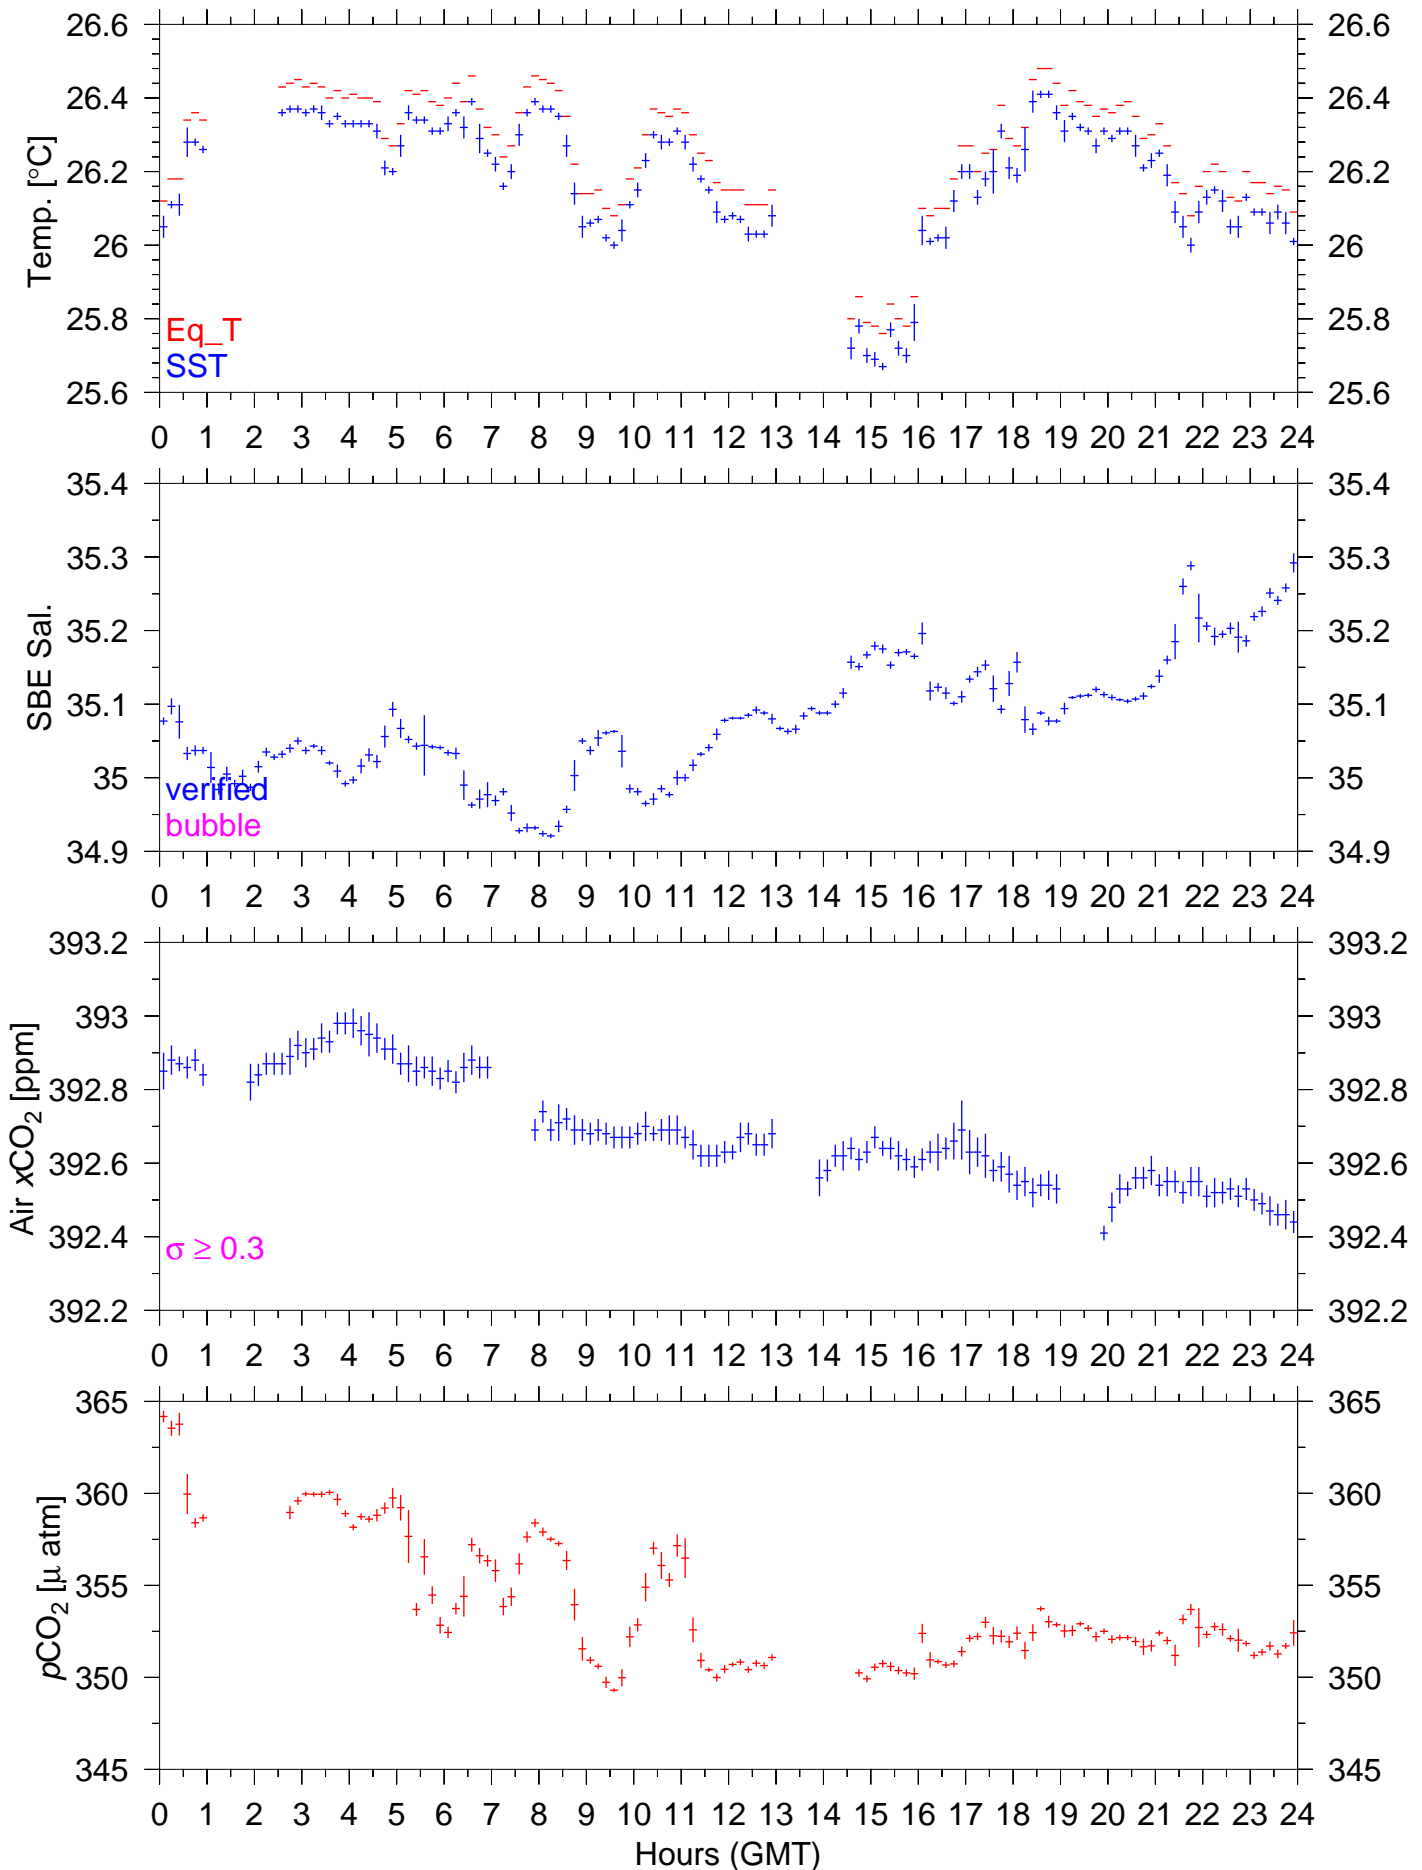 26.6 26.6
26.4 26.4
26.2 26.2
26 26
25.8 25.8
25.6 25.6
Temp. [°C]
Eq_T
SST
0 1 2 3 4 5 6 7 8 9 10 11 12 13 14 15 16 17 18 19 20 21 22 23 24
35.4 35.4
35.3 35.3
35.2 35.2
35.1 35.1
35 35
34.9 34.9
SBE Sal.
verified
bubble
0 1 2 3 4 5 6 7 8 9 10 11 12 13 14 15 16 17 18 19 20 21 22 23 24
393.2 393.2
393 393
392.8 392.8
392.6 392.6
392.4 392.4
392.2 392.2
Air xCO₂ [ppm]
σ ≥ 0.3
0 1 2 3 4 5 6 7 8 9 10 11 12 13 14 15 16 17 18 19 20 21 22 23 24
365 365
360 360
355 355
350 350
345 345
pCO₂ [μ atm]
0 1 2 3 4 5 6 7 8 9 10 11 12 13 14 15 16 17 18 19 20 21 22 23 24
Hours (GMT)